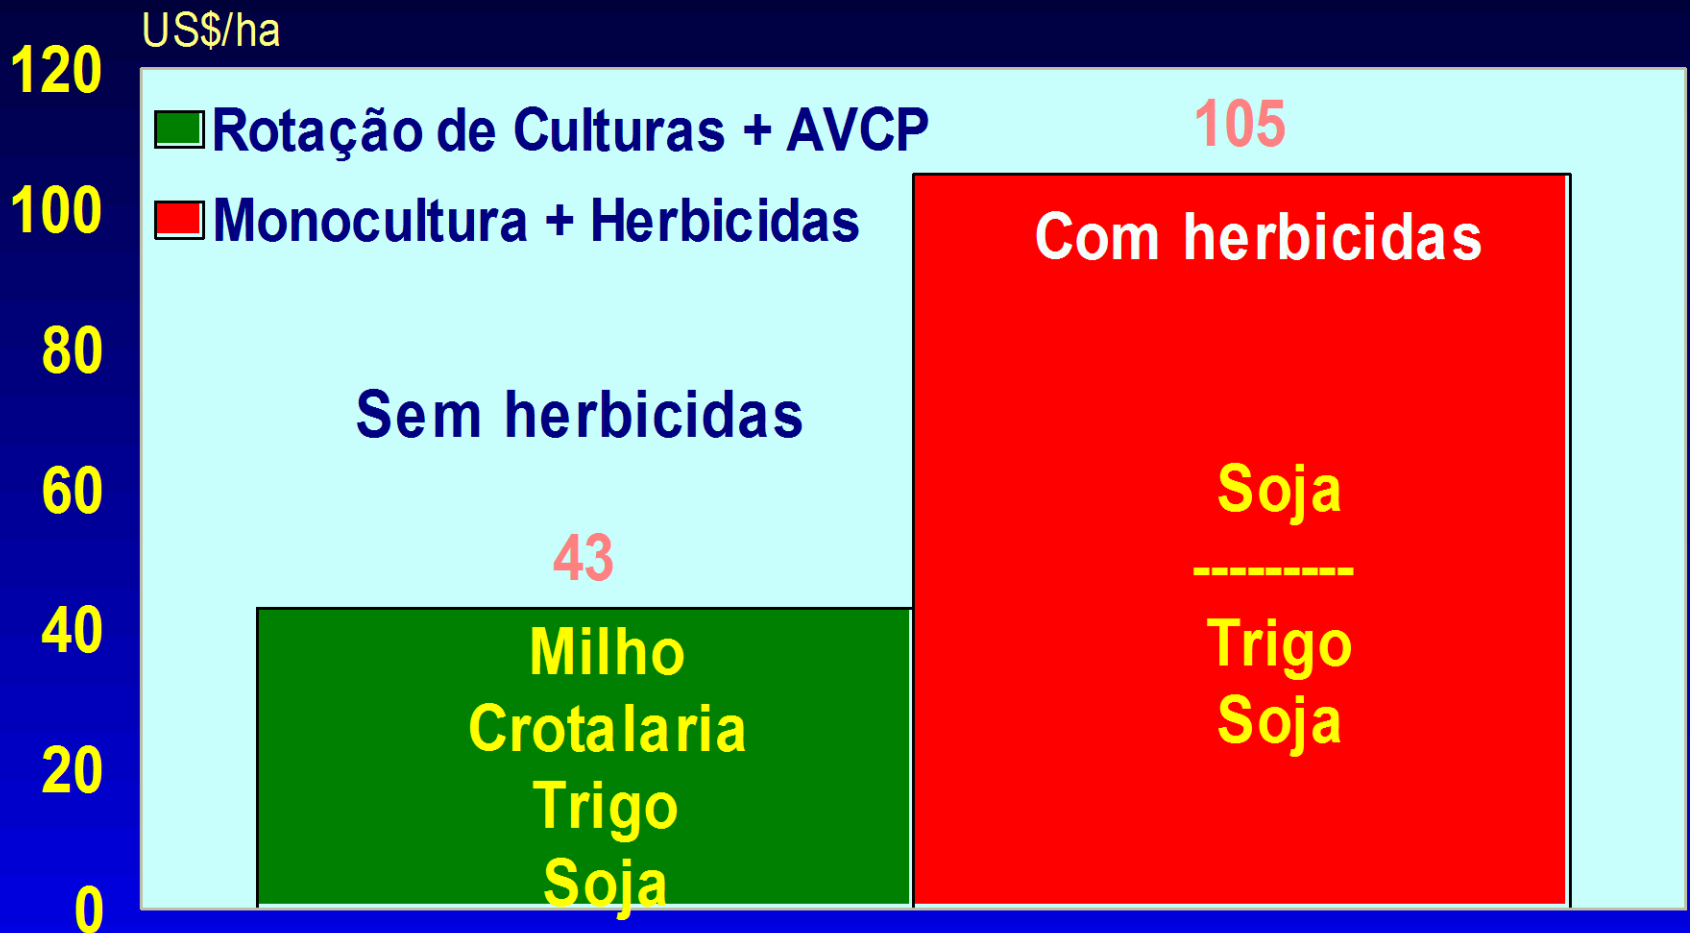 US$/ha
120
100
80
60
40
20
0
Rotação de Culturas + AVCP
Monocultura + Herbicidas
Sem herbicidas
43
Milho
Crotalaria
Trigo
Soja
105
Com herbicidas
Soja
---------
Trigo
Soja